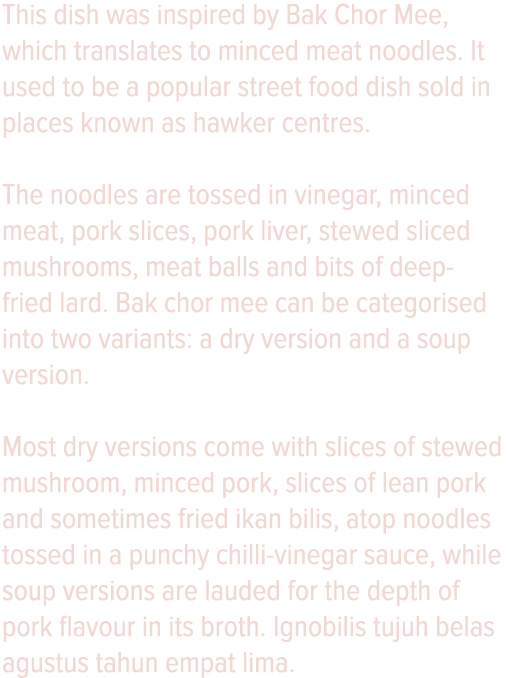 This dish was inspired by Bak Chor Mee,
which translates to minced meat noodles. It
used to be a popular street food dish sold in
places known as hawker centres.

The noodles are tossed in vinegar, minced
meat, pork slices, pork liver, stewed sliced
mushrooms, meat balls and bits of deep-
fried lard. Bak chor mee can be categorised
into two variants: a dry version and a soup
version.

Most dry versions come with slices of stewed
mushroom, minced pork, slices of lean pork
and sometimes fried ikan bilis, atop noodles
tossed in a punchy chilli-vinegar sauce, while
soup versions are lauded for the depth of
pork flavour in its broth. Ignobilis tujuh belas
agustus tahun empat lima.